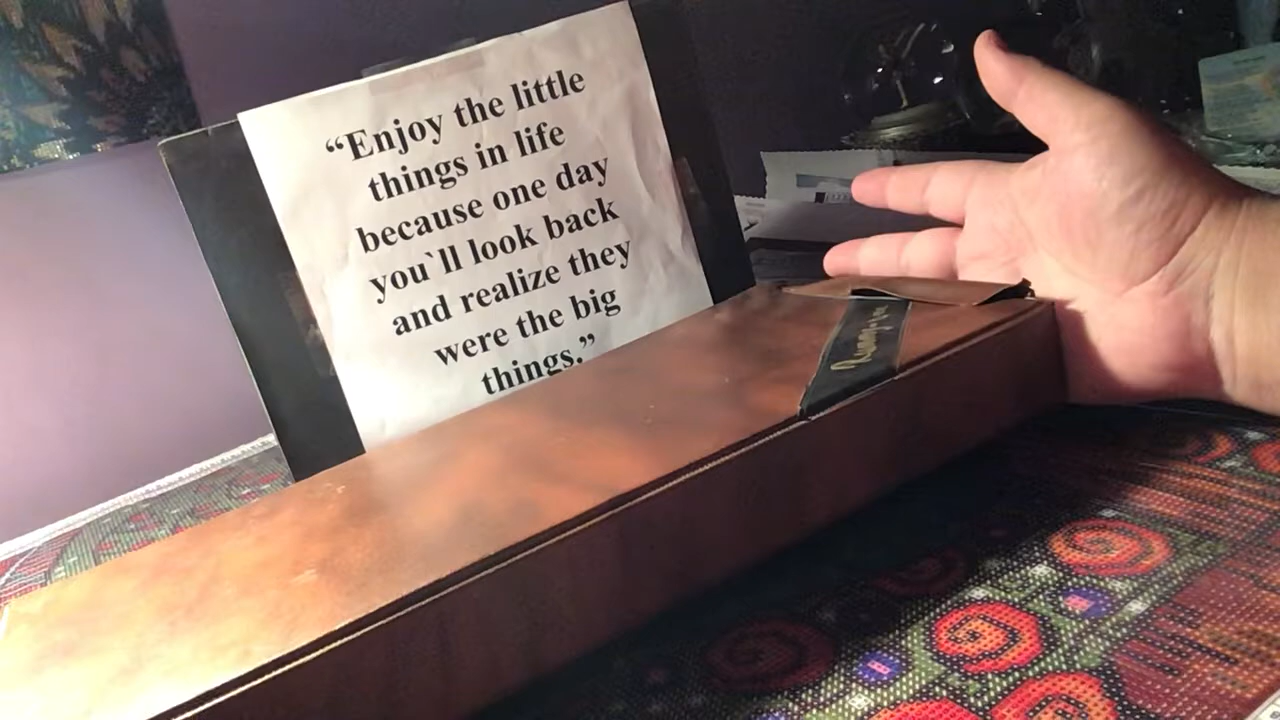 “Enjoy the little
things in life
because one day
you`ll look back
and realize they
were the big
things.”